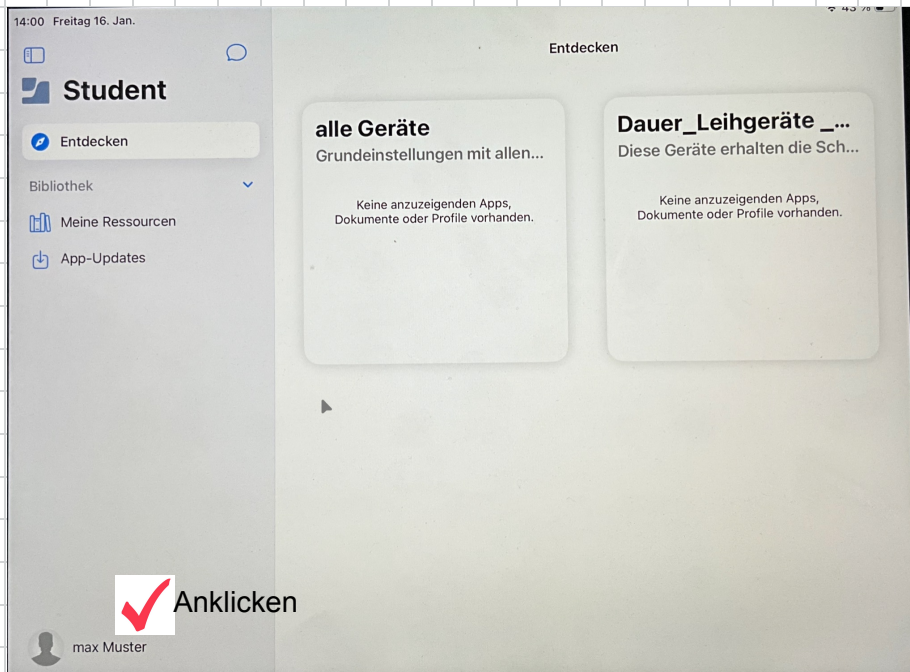 14:00 Freitag 16. Jan.
43 %
Entdecken
Student
Entdecken
Bibliothek
Meine Ressourcen
App-Updates
alle Geräte
Grundeinstellungen mit allen...
Keine anzuzeigenden Apps,
Dokumente oder Profile vorhanden.
Dauer_Leihgeräte _...
Diese Geräte erhalten die Sch...
Keine anzuzeigenden Apps,
Dokumente oder Profile vorhanden.
Anklicken
max Muster